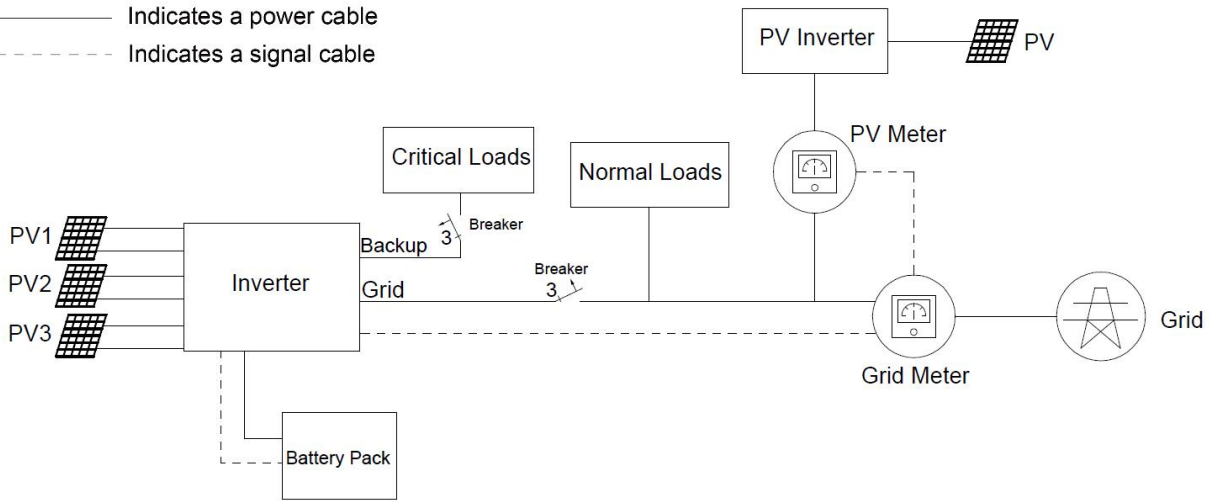 Indicates a power cable
Indicates a signal cable
PV Inverter
PV
PV Meter
Critical Loads
Normal Loads
3
Breaker
PV1
Backup
Breaker
PV2
Inverter
Grid
3
PV3
Grid
Grid Meter
Battery Pack